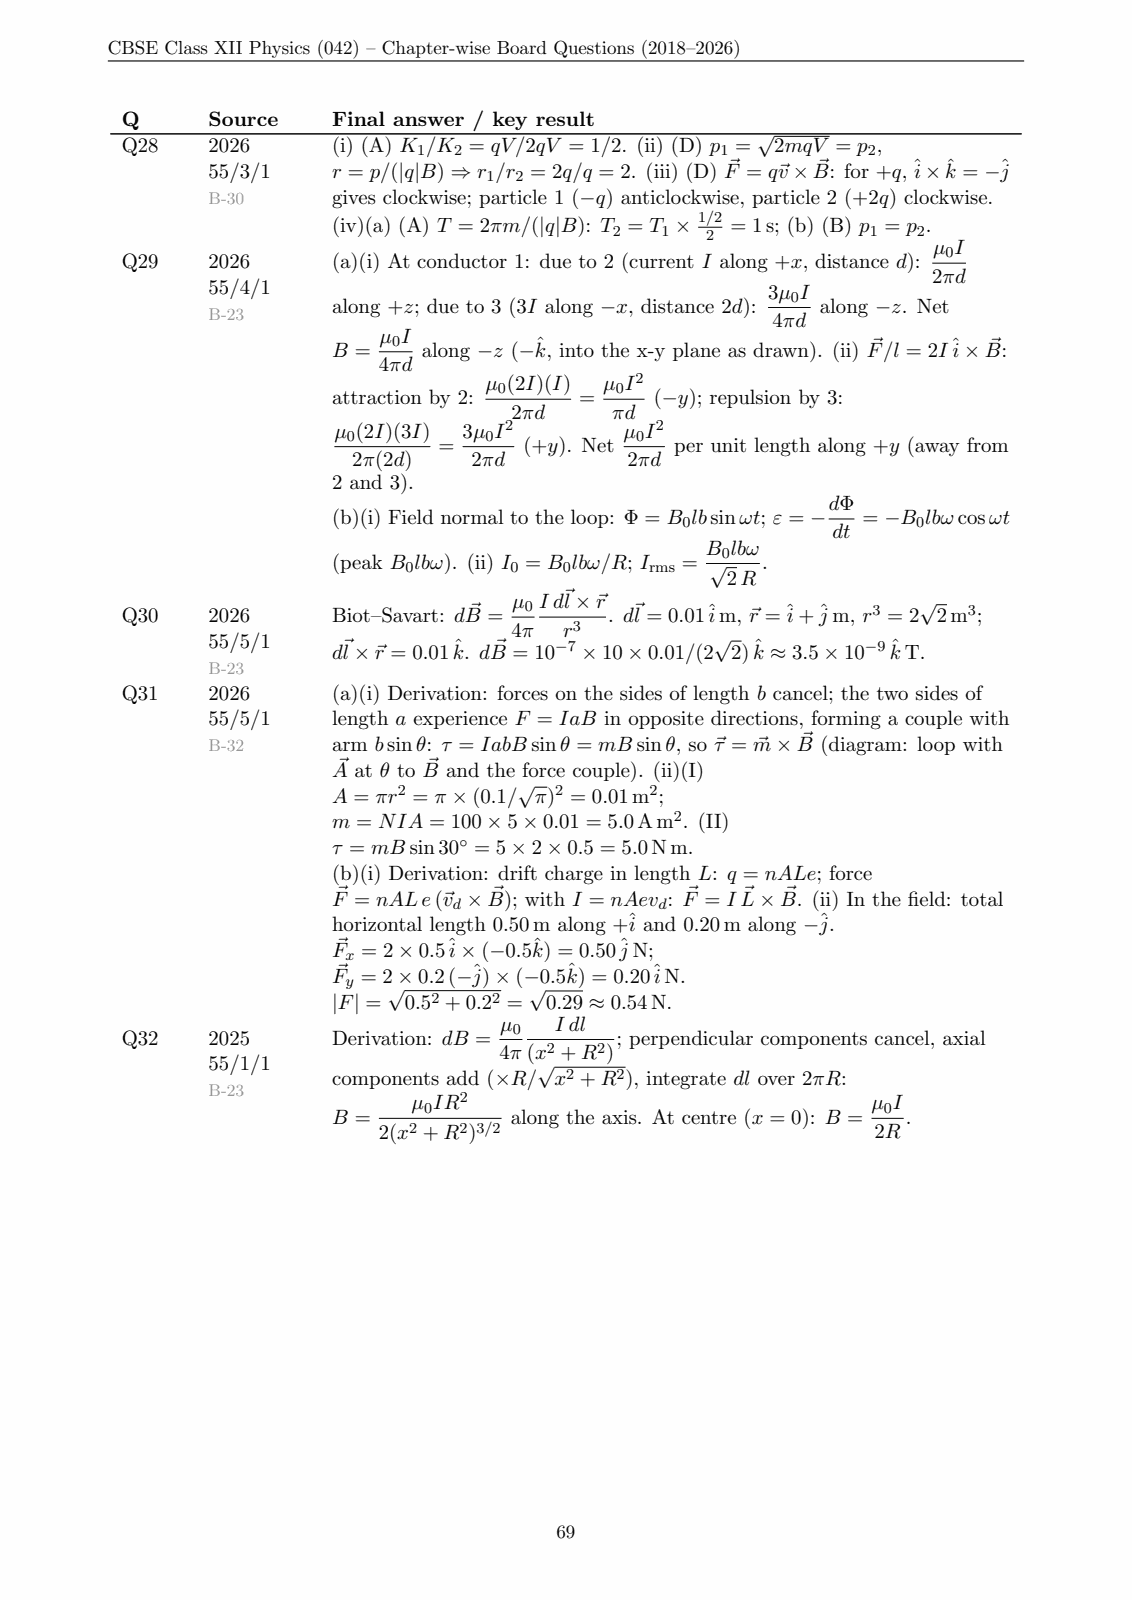 CBSE Class XII Physics (042) – Chapter-wise Board Questions (2018–2026)
Q Source Final answer / key result
Q28 2026 (i) (A) K₁/K₂ = qV/2qV = 1/2. (ii) (D) p₁ = √(2mqV) = p₂,
55/3/1 r = p/(|q|B) ⇒ r₁/r₂ = 2q/q = 2. (iii) (D) F⃗ = qv⃗ × B⃗: for +q, î × k̂ = −ĵ
B-30 gives clockwise; particle 1 (−q) anticlockwise, particle 2 (+2q) clockwise.
(iv)(a) (A) T = 2πm/(|q|B): T₂ = T₁ × (1/2)/2 = 1 s; (b) (B) p₁ = p₂.
Q29 2026 (a)(i) At conductor 1: due to 2 (current I along +x, distance d): μ₀I/2πd
55/4/1
B-23 along +z; due to 3 (3I along −x, distance 2d): 3μ₀I/4πd along −z. Net
B = μ₀I/4πd along −z (−k̂, into the x-y plane as drawn). (ii) F⃗/l = 2I î × B⃗:
attraction by 2: μ₀(2I)(I)/2πd = μ₀I²/πd (−y); repulsion by 3:
μ₀(2I)(3I)/2π(2d) = 3μ₀I²/2πd (+y). Net μ₀I²/2πd per unit length along +y (away from
2 and 3).
(b)(i) Field normal to the loop: Φ = B₀lb sin ωt; ε = −dΦ/dt = −B₀lbω cos ωt
(peak B₀lbω). (ii) I₀ = B₀lbω/R; I_rms = B₀lbω/√2 R.
Q30 2026 Biot–Savart: dB⃗ = μ₀/4π I dl⃗ × r⃗/r³. dl⃗ = 0.01 î m, r⃗ = î + ĵ m, r³ = 2√2 m³;
55/5/1 dl⃗ × r⃗ = 0.01 k̂. dB⃗ = 10⁻⁷ × 10 × 0.01/(2√2) k̂ ≈ 3.5 × 10⁻⁹ k̂ T.
B-23
Q31 2026 (a)(i) Derivation: forces on the sides of length b cancel; the two sides of
55/5/1 length a experience F = IaB in opposite directions, forming a couple with
B-32 arm b sin θ: τ = IabB sin θ = mB sin θ, so τ⃗ = m⃗ × B⃗ (diagram: loop with
A⃗ at θ to B⃗ and the force couple). (ii)(I)
A = πr² = π × (0.1/√π)² = 0.01 m²;
m = NIA = 100 × 5 × 0.01 = 5.0 A m². (II)
τ = mB sin 30° = 5 × 2 × 0.5 = 5.0 N m.
(b)(i) Derivation: drift charge in length L: q = nALe; force
F⃗ = nAL e (v⃗_d × B⃗); with I = nAev_d: F⃗ = I L⃗ × B⃗. (ii) In the field: total
horizontal length 0.50 m along +î and 0.20 m along −ĵ.
F⃗ₓ = 2 × 0.5 î × (−0.5k̂) = 0.50 ĵ N;
F⃗_y = 2 × 0.2 (−ĵ) × (−0.5k̂) = 0.20 î N.
|F| = √(0.5² + 0.2²) = √0.29 ≈ 0.54 N.
Q32 2025 Derivation: dB = μ₀/4π I dl/(x² + R²); perpendicular components cancel, axial
55/1/1
B-23 components add (×R/√(x² + R²)), integrate dl over 2πR:
B = μ₀IR²/2(x² + R²)^{3/2} along the axis. At centre (x = 0): B = μ₀I/2R.
69